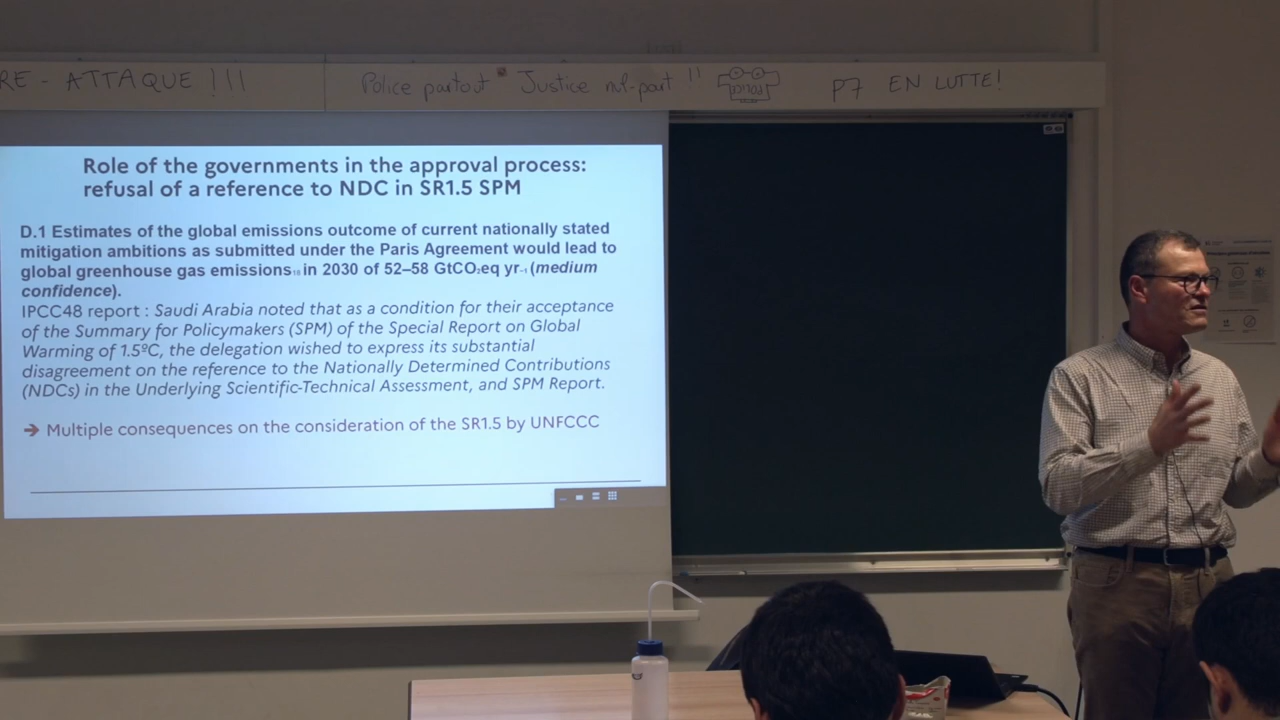 RE - ATTAQUE !!!
Police partout Justice nul-part !!
POLICE
P7 EN LUTTE!
Role of the governments in the approval process:
refusal of a reference to NDC in SR1.5 SPM
D.1 Estimates of the global emissions outcome of current nationally stated
mitigation ambitions as submitted under the Paris Agreement would lead to
global greenhouse gas emissions18 in 2030 of 52–58 GtCO2eq yr-1 (medium
confidence).
IPCC48 report : Saudi Arabia noted that as a condition for their acceptance
of the Summary for Policymakers (SPM) of the Special Report on Global
Warming of 1.5ºC, the delegation wished to express its substantial
disagreement on the reference to the Nationally Determined Contributions
(NDCs) in the Underlying Scientific-Technical Assessment, and SPM Report.
➔ Multiple consequences on the consideration of the SR1.5 by UNFCCC